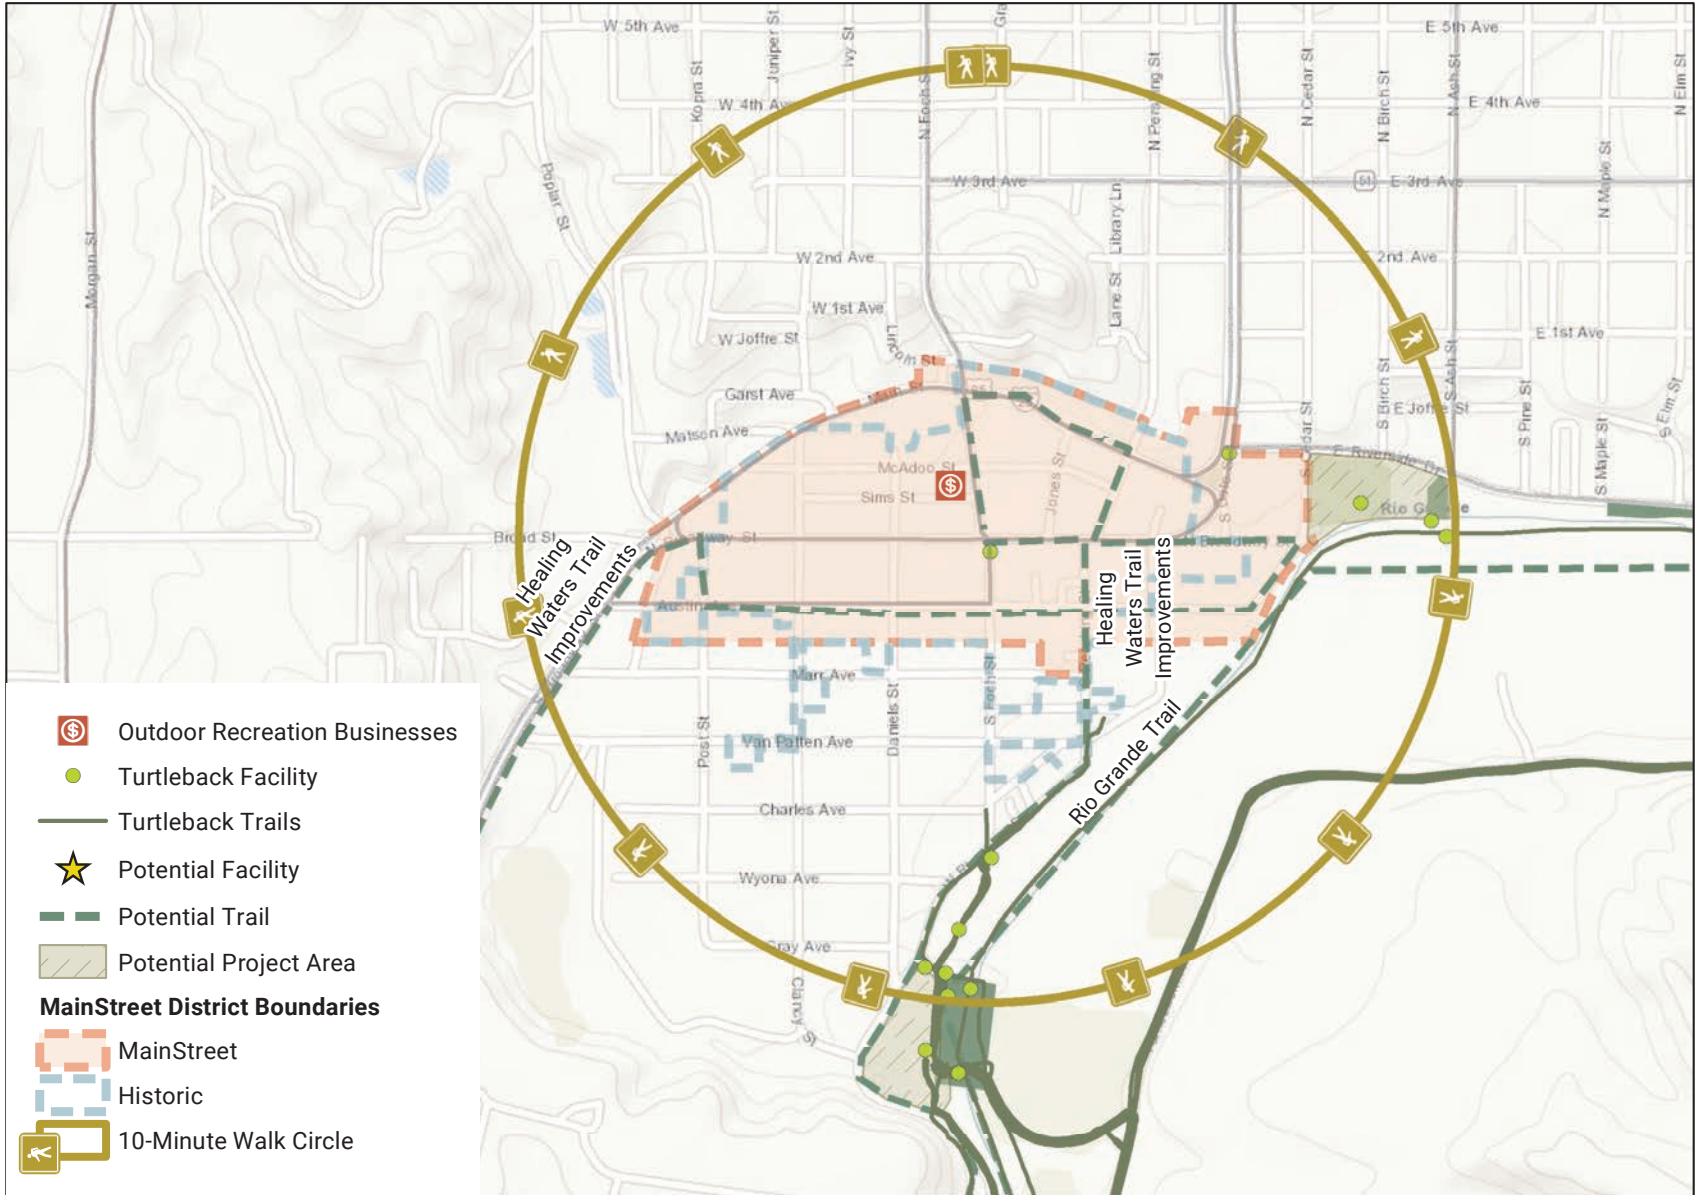 W 5th Ave
E 5th Ave
Juniper St
Ivy St
Kopra St
N Foch S
N Cedar St
N Birch St
N Ash St
N Elm St
W 4th Av
E 4th Ave
W 3rd Ave
51
E 3rd Ave
N Maple St
Poplar St
Library Ln
Morgan St
W 2nd Ave
2nd Ave
Lane St
W 1st Ave
E 1st Ave
W Joffre St
Lincoln St
S Ash St
S Birch St
Garst Ave
Main St
E Joffre St
S Pine St
S Elm St
S Maple St
Matson Ave
E Riverside Dr
McAdoo St
Sims St
Jones St
Rio Grande
Broad St
Healing
Waters Trail
Improvements
Healing
Waters Trail
Improvements
Marr Ave
S Foch St
Daniels St
Post St
Van Patten Ave
Rio Grande Trail
Charles Ave
Wyona Ave
Gray Ave
Clancy St
Outdoor Recreation Businesses
Turtleback Facility
Turtleback Trails
Potential Facility
Potential Trail
Potential Project Area
MainStreet District Boundaries
MainStreet
Historic
10-Minute Walk Circle